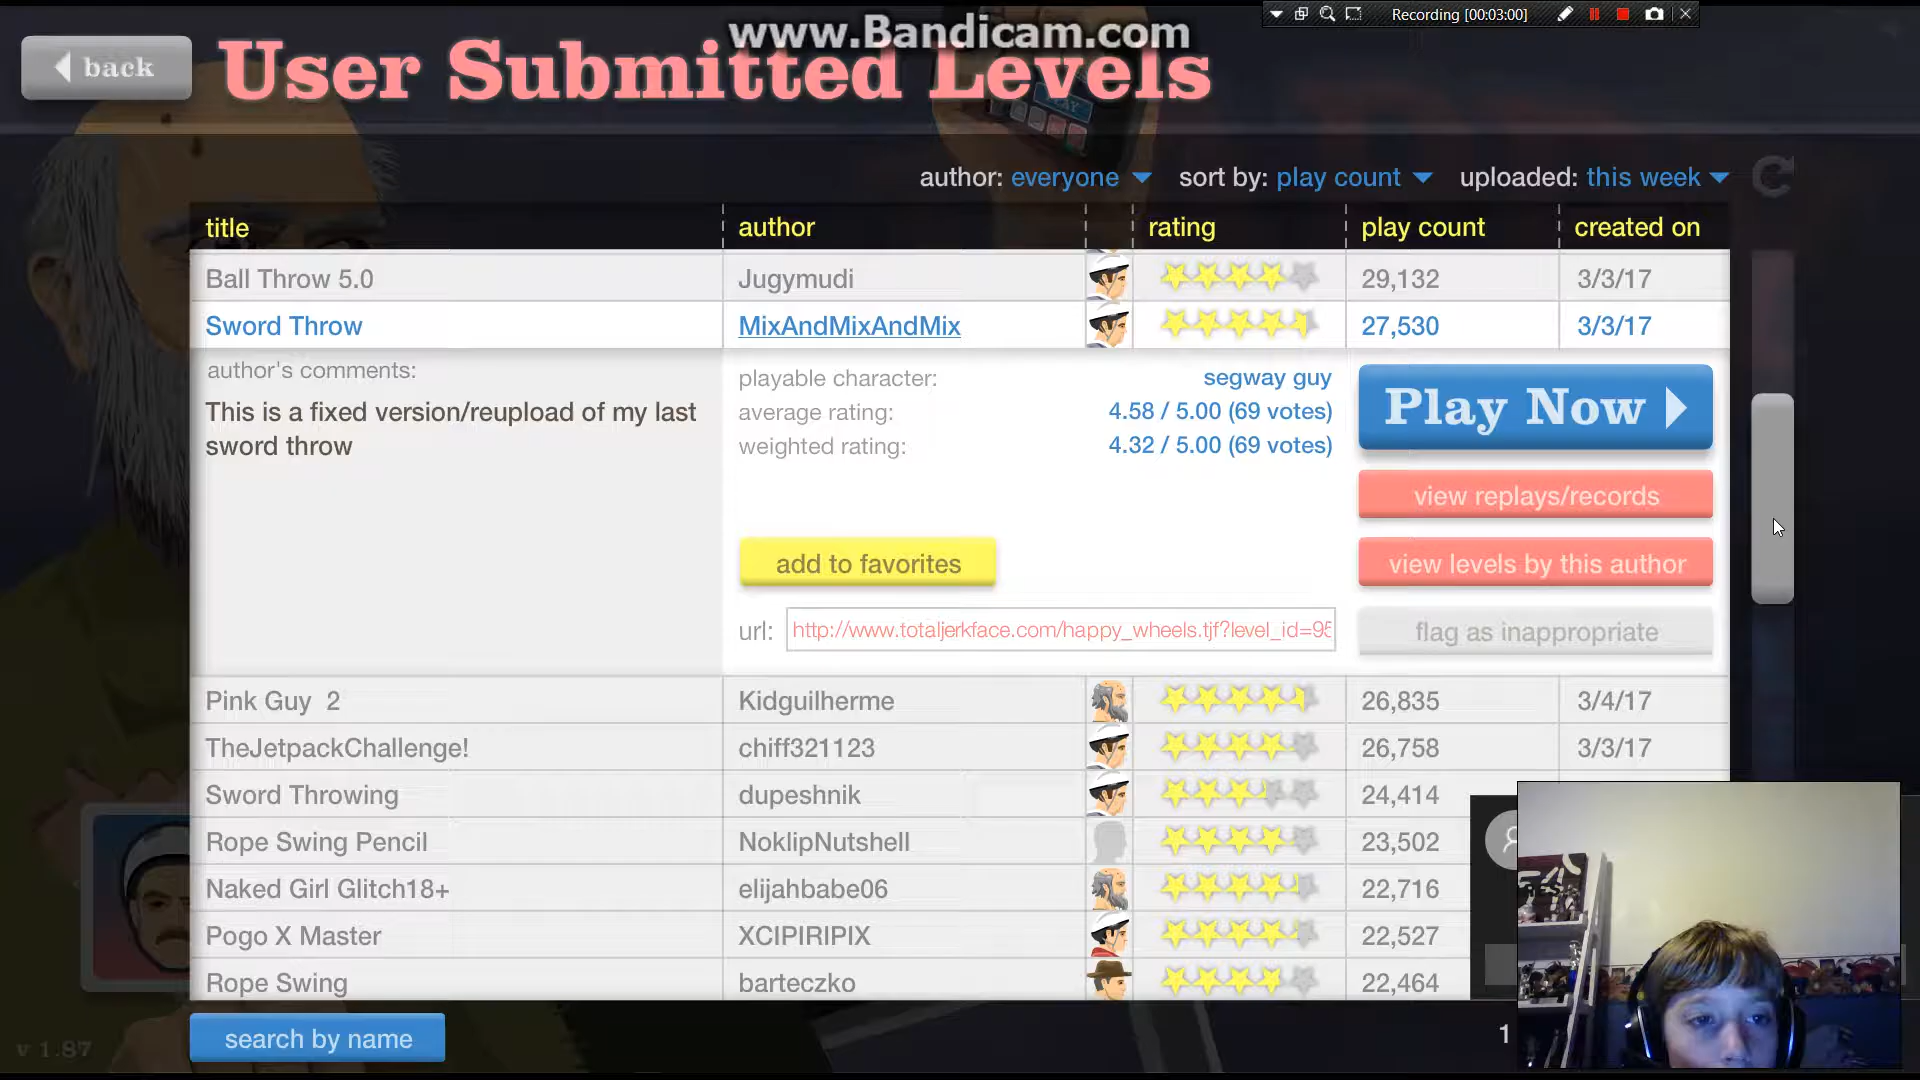 www.Bandicam.com
Recording [00:03:00]
back
User Submitted Levels
PLAY
author: everyone sort by: play count uploaded: this week
title author rating play count created on
Ball Throw 5.0 Jugymudi 29,132 3/3/17
Sword Throw MixAndMixAndMix 27,530 3/3/17
author's comments:
This is a fixed version/reupload of my last
sword throw
playable character: segway guy
average rating: 4.58 / 5.00 (69 votes)
weighted rating: 4.32 / 5.00 (69 votes)
Play Now
view replays/records
add to favorites
view levels by this author
url: http://www.totaljerkface.com/happy_wheels.tjf?level_id=95
flag as inappropriate
Pink Guy 2 Kidguilherme 26,835 3/4/17
TheJetpackChallenge! chiff321123 26,758 3/3/17
Sword Throwing dupeshnik 24,414
Rope Swing Pencil NoklipNutshell 23,502
Naked Girl Glitch18+ elijahbabe06 22,716
Pogo X Master XCIPIRIPIX 22,527
Rope Swing barteczko 22,464
search by name
1
v 1.87